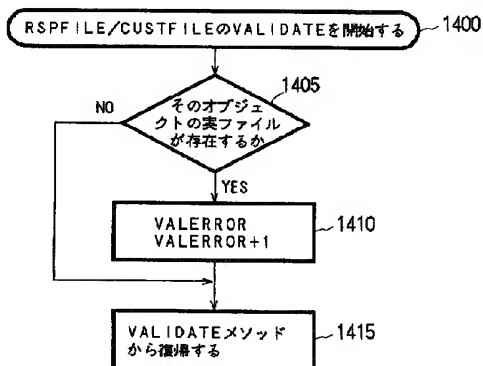 RSPFILE/CUSTFILEのVALIDATEを開始する
1400
1405
そのオブジェ
クトの実ファイル
が存在するか
NO
YES
VALERROR
VALERROR+1
1410
VALIDATEメソッド
から復帰する
1415